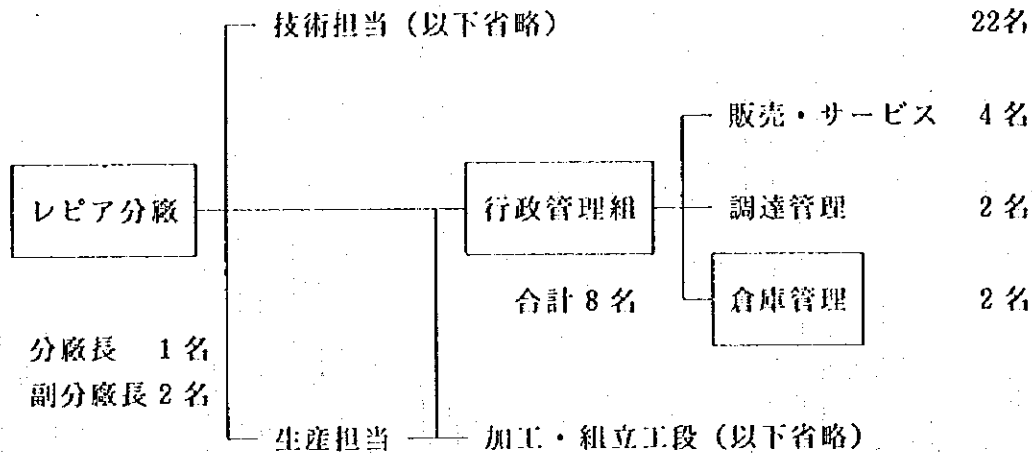 技術担当（以下省略） 22名
販売・サービス 4名
レピア分廠 行政管理組 調達管理 2名
合計8名 倉庫管理 2名
分廠長 1名
副分廠長2名
生産担当 加工・組立工段（以下省略）